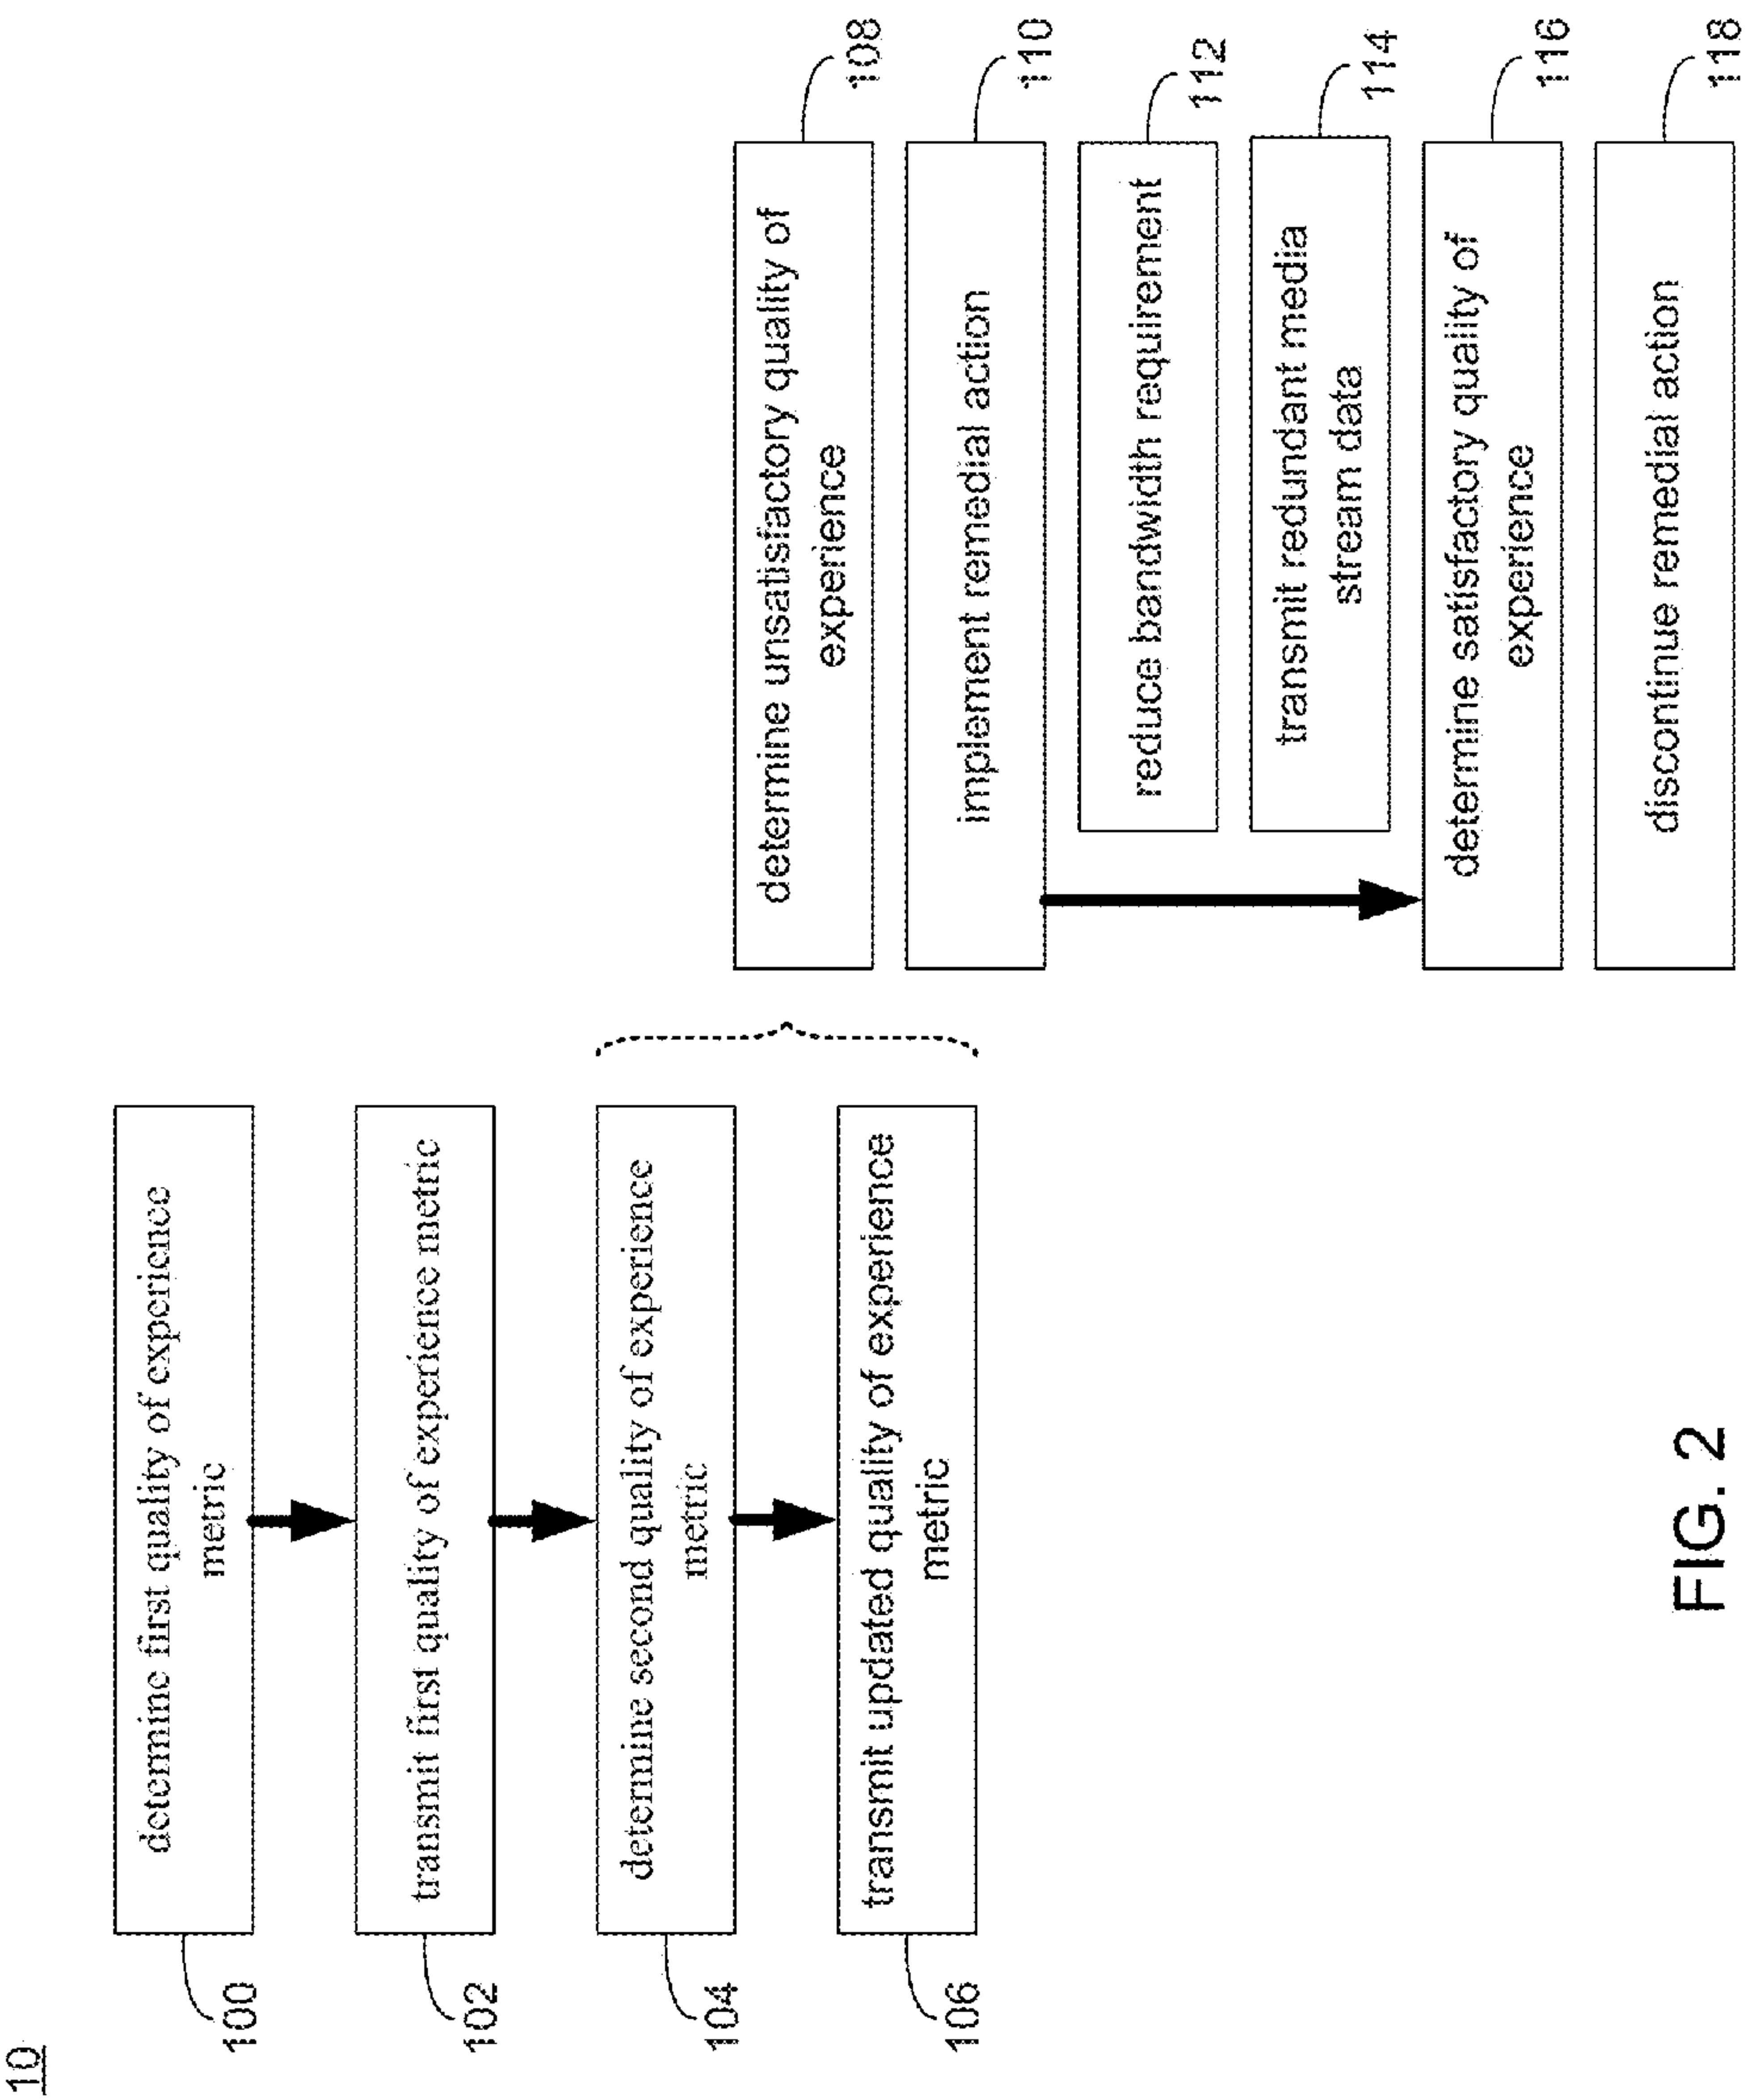 10
100
determine first quality of experience
metric
102
transmit first quality of experience metric
104
determine second quality of experience
metric
106
transmit updated quality of experience
metric
determine unsatisfactory quality of
experience
108
implement remedial action
110
reduce bandwidth requirement
112
transmit redundant media
stream data
114
determine satisfactory quality of
experience
116
discontinue remedial action
118
FIG. 2